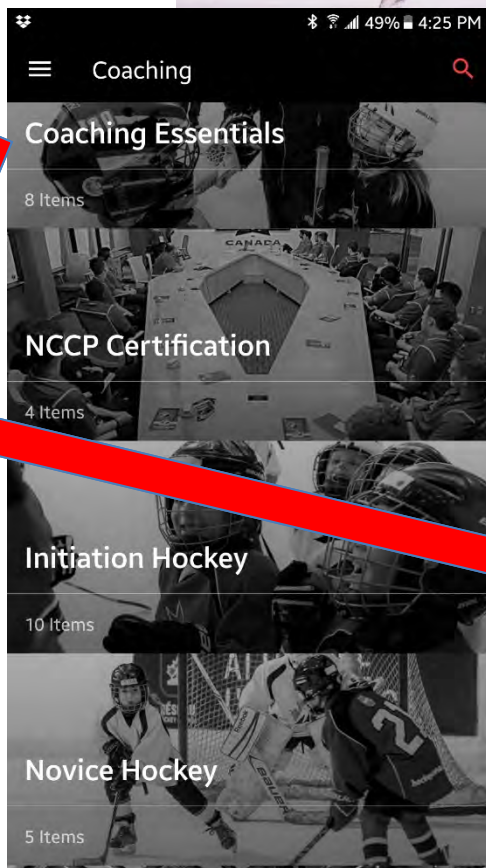 49% 4:25 PM
Coaching
Coaching Essentials
8 Items
CANADA
NCCP Certification
4 Items
Initiation Hockey
10 Items
Novice Hockey
5 Items